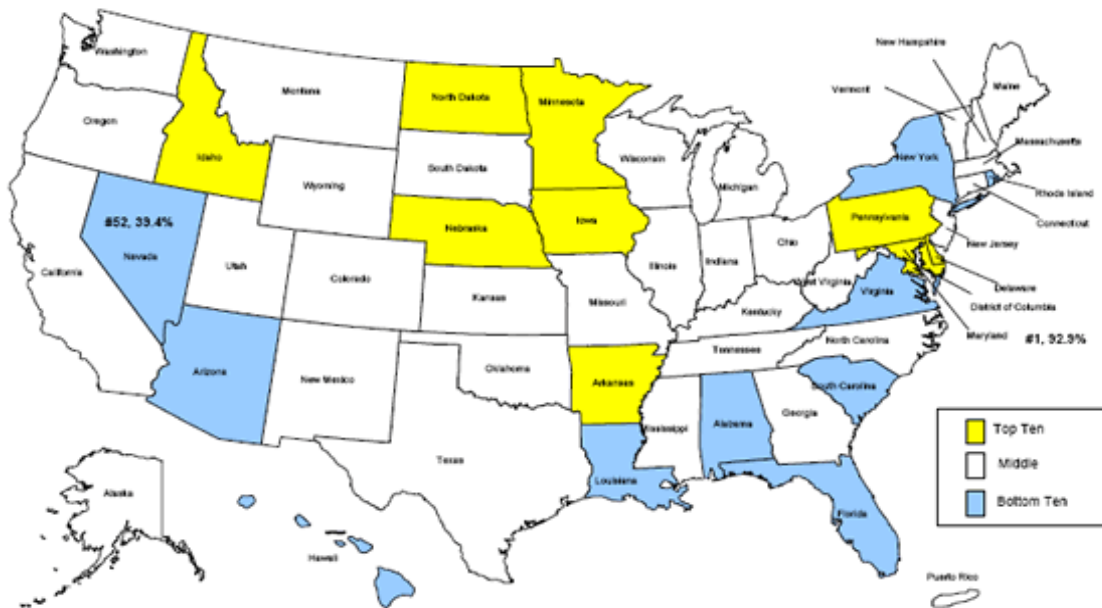 New Hampshire
Washington
Vermont
Maine
Montana
North Dakota
Minnesota
Oregon
Massachusetts
Idaho
South Dakota
Wisconsin
New York
Michigan
Rhode Island
Wyoming
Connecticut
#52, 39.4%
Nebraska
Iowa
Pennsylvania
Nevada
Ohio
New Jersey
California
Utah
Colorado
Illinois
Indiana
Delaware
Kansas
Missouri
West Virginia
Virginia
District of Columbia
Kentucky
Maryland
#1, 92.9%
North Carolina
Tennessee
Arizona
New Mexico
Oklahoma
Arkansas
South Carolina
Mississippi
Alabama
Georgia
Top Ten
Texas
Middle
Alaska
Louisiana
Bottom Ten
Florida
Hawaii
Puerto Rico